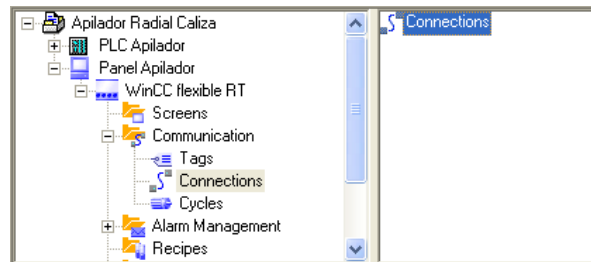 Apilador Radial Caliza
PLC Apilador
Panel Apilador
WinCC flexible RT
Screens
Communication
Tags
Connections
Cycles
Alarm Management
Recipes
Connections